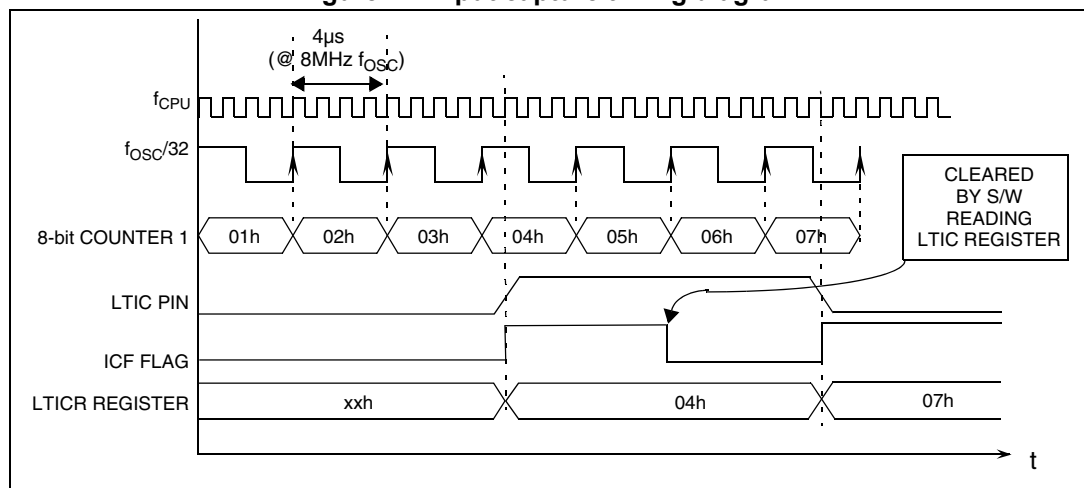 4µs
(@ 8MHz fOSC)
fCPU
fOSC/32
CLEARED
BY S/W
READING
LTIC REGISTER
8-bit COUNTER 1
01h
02h
03h
04h
05h
06h
07h
LTIC PIN
ICF FLAG
LTICR REGISTER
xxh
04h
07h
t